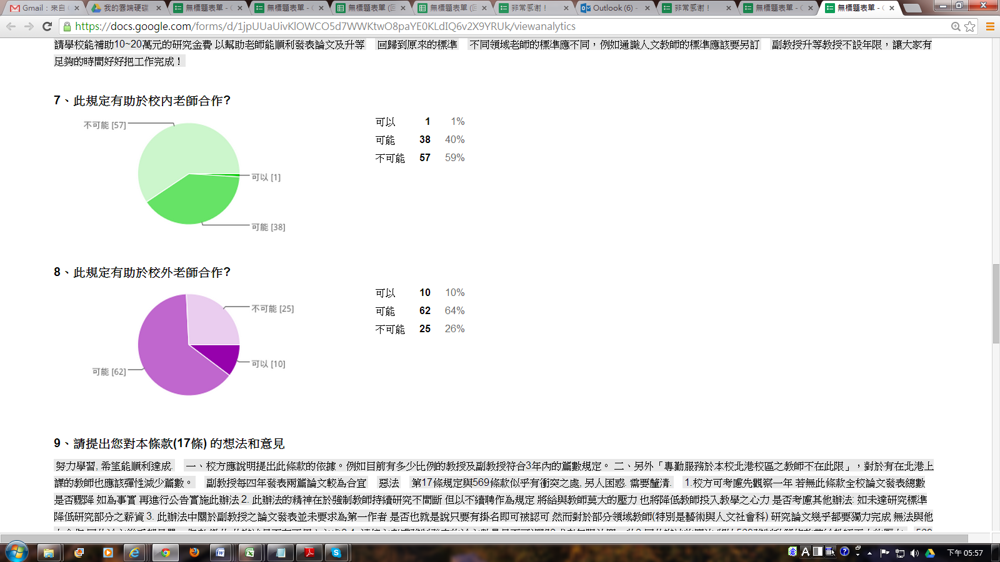 Gmail：來自
我的雲端硬碟
無標題表單 -
無標題表單 -
無標題表單 (回
無標題表單 (回
非常感谢！
Outlook (6) -
非常感谢！
無標題表單 -
無標題表單 -
https://docs.google.com/forms/d/1jpUUaUivKlOWCO5d7WWKtwO8paYE0KLdIQ6v2X9YRUk/viewanalytics
請學校能補助10~20萬元的研究金費 以幫助老師能順利發表論文及升等 回歸到原來的標準 不同領域老師的標準應不同，例如通識人文教師的標準應該要另訂 副教授升等教授不設年限，讓大家有
足夠的時間好好把工作完成！
7、此規定有助於校內老師合作?
不可能 [57]
可以 [1]
可能 [38]
可以 1 1%
可能 38 40%
不可能 57 59%
8、此規定有助於校外老師合作?
不可能 [25]
可以 [10]
可能 [62]
可以 10 10%
可能 62 64%
不可能 25 26%
9、請提出您對本條款(17條) 的想法和意見
努力學習, 希望能順利達成. 一、校方應說明提出此條款的依據。例如目前有多少比例的教授及副教授符合3年內的篇數規定。 二、另外「專勤服務於本校北港校區之教師不在此限」，對於有在北港上
課的教師也應該彈性減少篇數。 副教授每四年發表兩篇論文較為合宜 惡法 第17條規定與569條款似乎有衝突之處, 另人困惑. 需要釐清. 1.校方可考慮先觀察一年 若無此條款全校論文發表總數
是否驟降 如為事實 再進行公告實施此辦法 2. 此辦法的精神在於強制教師持續研究不間斷 但以不續聘作為規定 將給與教師莫大的壓力 也將降低教師投入教學之心力 是否考慮其他辦法: 如未達研究標準
降低研究部分之薪資 3. 此辦法中關於副教授之論文發表並未要求為第一作者 是否也就是說只要有掛名即可被認可 然而對於部分領域教師(特別是藝術與人文社會科) 研究論文幾乎都要獨力完成 無法與他
下午 05:57